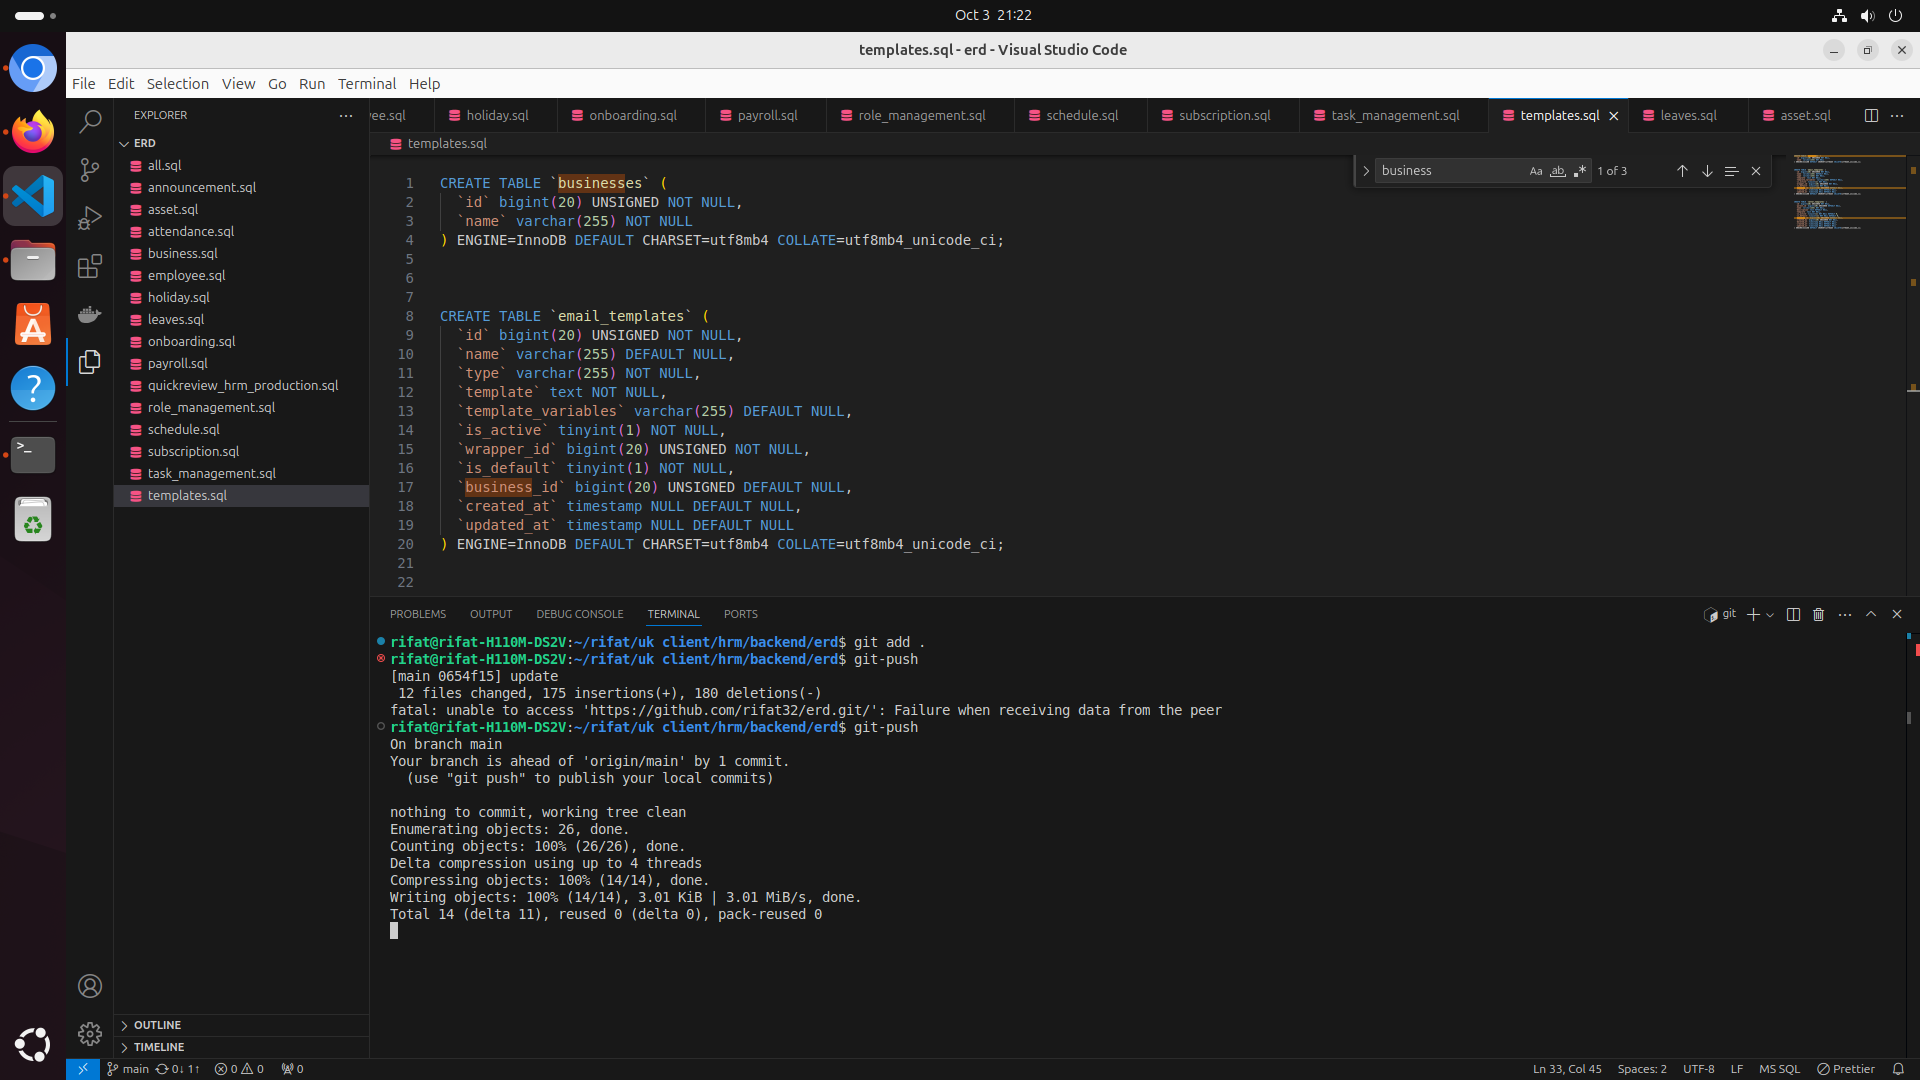 Oct 3 21:22
templates.sql - erd - Visual Studio Code
File Edit Selection View Go Run Terminal Help
EXPLORER
ERD
all.sql
announcement.sql
asset.sql
attendance.sql
business.sql
employee.sql
holiday.sql
leaves.sql
onboarding.sql
payroll.sql
quickreview_hrm_production.sql
role_management.sql
schedule.sql
subscription.sql
task_management.sql
templates.sql
OUTLINE
TIMELINE
ee.sql holiday.sql onboarding.sql payroll.sql role_management.sql schedule.sql subscription.sql task_management.sql templates.sql leaves.sql asset.sql
templates.sql
business Aa ab 1 of 3
1 CREATE TABLE `businesses` (
2 `id` bigint(20) UNSIGNED NOT NULL,
3 `name` varchar(255) NOT NULL
4 ) ENGINE=InnoDB DEFAULT CHARSET=utf8mb4 COLLATE=utf8mb4_unicode_ci;
5
6
7
8 CREATE TABLE `email_templates` (
9 `id` bigint(20) UNSIGNED NOT NULL,
10 `name` varchar(255) DEFAULT NULL,
11 `type` varchar(255) NOT NULL,
12 `template` text NOT NULL,
13 `template_variables` varchar(255) DEFAULT NULL,
14 `is_active` tinyint(1) NOT NULL,
15 `wrapper_id` bigint(20) UNSIGNED NOT NULL,
16 `is_default` tinyint(1) NOT NULL,
17 `business_id` bigint(20) UNSIGNED DEFAULT NULL,
18 `created_at` timestamp NULL DEFAULT NULL,
19 `updated_at` timestamp NULL DEFAULT NULL
20 ) ENGINE=InnoDB DEFAULT CHARSET=utf8mb4 COLLATE=utf8mb4_unicode_ci;
21
22
PROBLEMS OUTPUT DEBUG CONSOLE TERMINAL PORTS git
rifat@rifat-H110M-DS2V:~/rifat/uk client/hrm/backend/erd$ git add .
rifat@rifat-H110M-DS2V:~/rifat/uk client/hrm/backend/erd$ git-push
[main 0654f15] update
12 files changed, 175 insertions(+), 180 deletions(-)
fatal: unable to access 'https://github.com/rifat32/erd.git/': Failure when receiving data from the peer
rifat@rifat-H110M-DS2V:~/rifat/uk client/hrm/backend/erd$ git-push
On branch main
Your branch is ahead of 'origin/main' by 1 commit.
(use "git push" to publish your local commits)
nothing to commit, working tree clean
Enumerating objects: 26, done.
Counting objects: 100% (26/26), done.
Delta compression using up to 4 threads
Compressing objects: 100% (14/14), done.
Writing objects: 100% (14/14), 3.01 KiB | 3.01 MiB/s, done.
Total 14 (delta 11), reused 0 (delta 0), pack-reused 0
main 0↓ 1↑ 0 0 0 Ln 33, Col 45 Spaces: 2 UTF-8 LF MS SQL Prettier